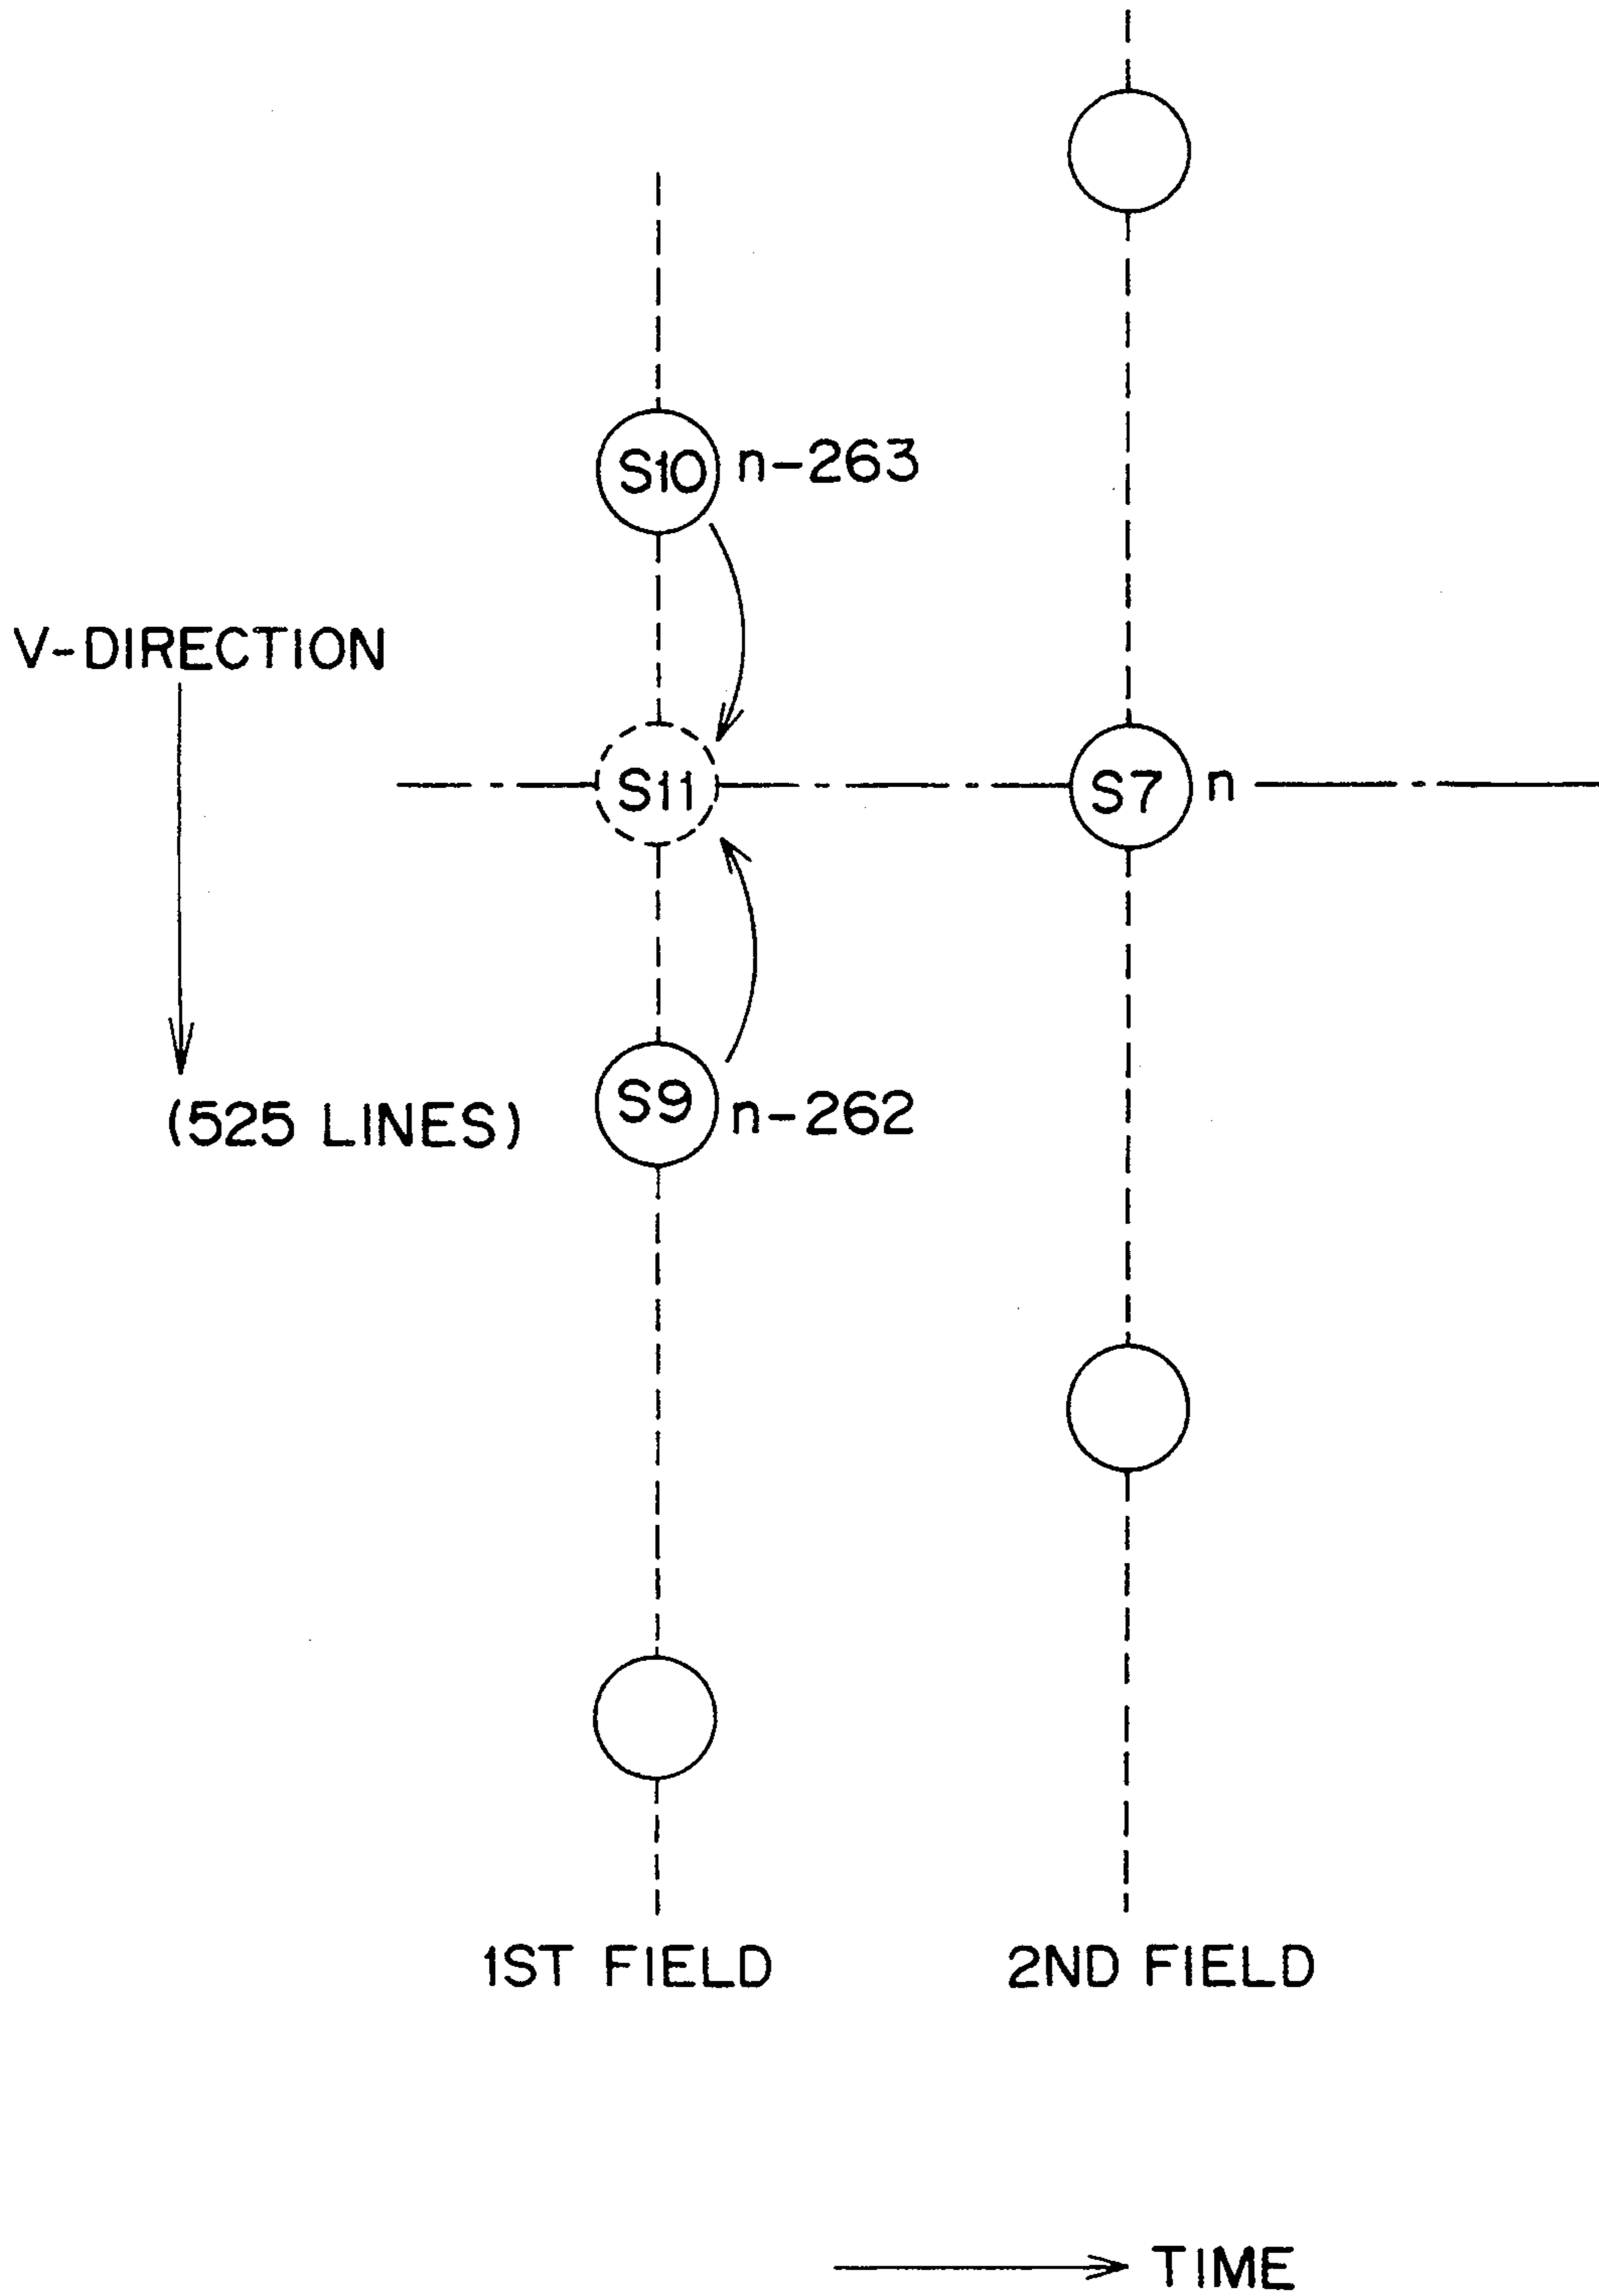 S10 n-263
V-DIRECTION
S11
S7 n
S9 n-262
(525 LINES)
1ST FIELD
2ND FIELD
TIME